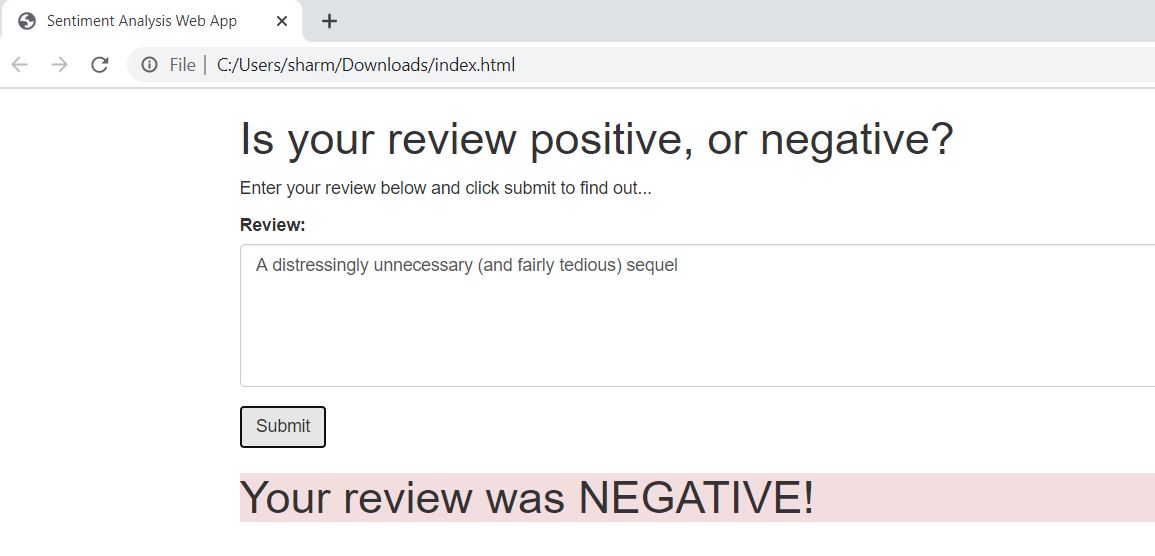 Sentiment Analysis Web App
File | C:/Users/sharm/Downloads/index.html
Is your review positive, or negative?
Enter your review below and click submit to find out...
Review:
A distressingly unnecessary (and fairly tedious) sequel
Submit
Your review was NEGATIVE!